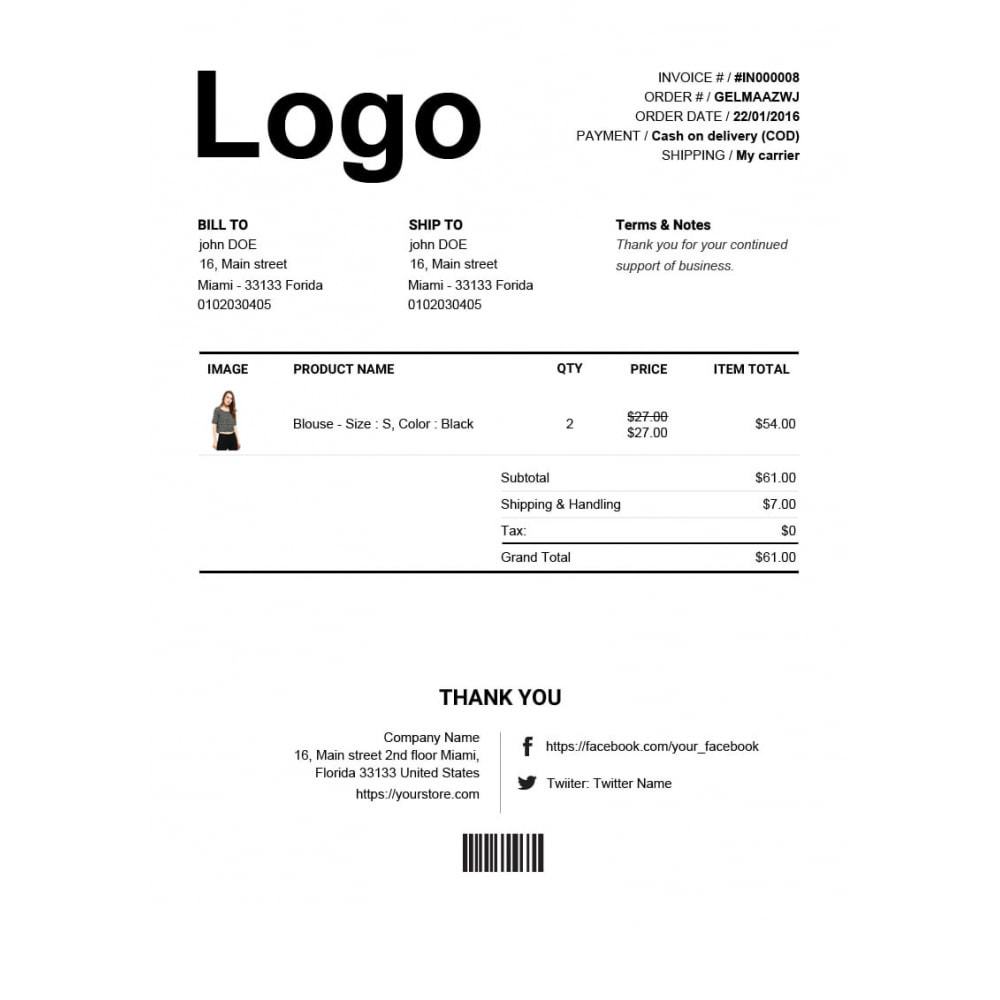 Logo
INVOICE # / #IN000008
ORDER # / GELMAAZWJ
ORDER DATE / 22/01/2016
PAYMENT / Cash on delivery (COD)
SHIPPING / My carrier
BILL TO
john DOE
16, Main street
Miami - 33133 Forida
0102030405
SHIP TO
john DOE
16, Main street
Miami - 33133 Forida
0102030405
Terms & Notes
Thank you for your continued
support of business.
IMAGE PRODUCT NAME QTY PRICE ITEM TOTAL
Blouse - Size : S, Color : Black 2 $27.00 $54.00
$27.00
Subtotal $61.00
Shipping & Handling $7.00
Tax: $0
Grand Total $61.00
THANK YOU
Company Name
16, Main street 2nd floor Miami,
Florida 33133 United States
https://yourstore.com
https://facebook.com/your_facebook
Twiiter: Twitter Name